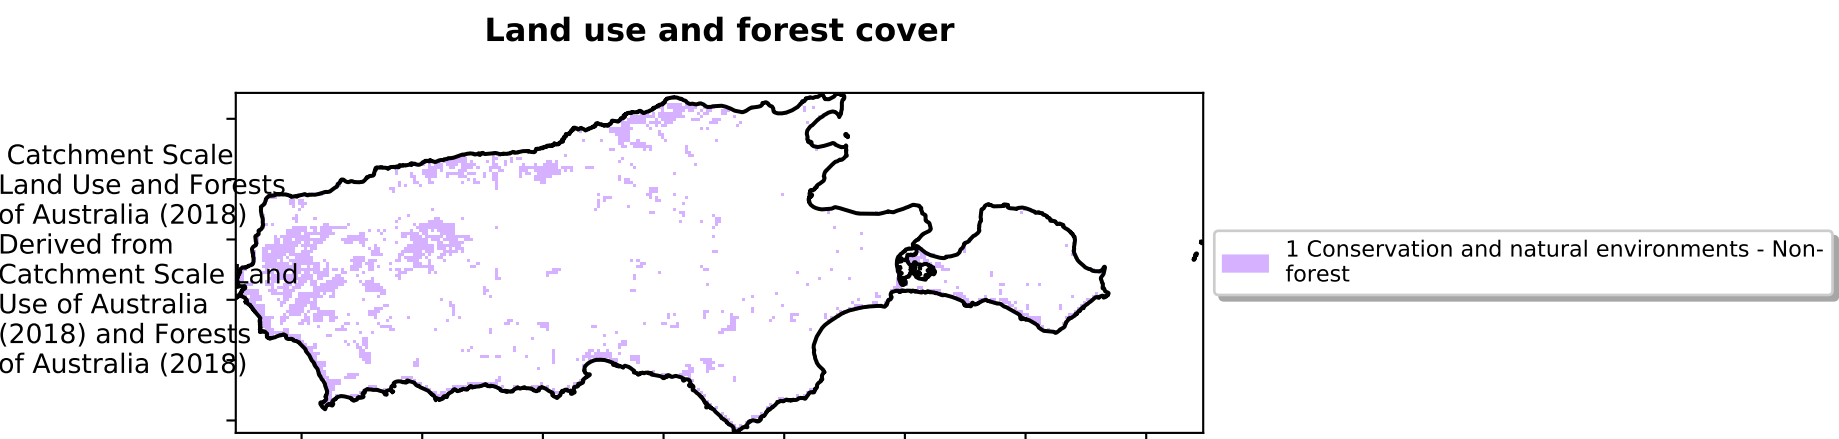 Land use and forest cover
Catchment Scale
Land Use and Forests
of Australia (2018)
Derived from
Catchment Scale Land
Use of Australia
(2018) and Forests
of Australia (2018)
1 Conservation and natural environments - Non-
forest